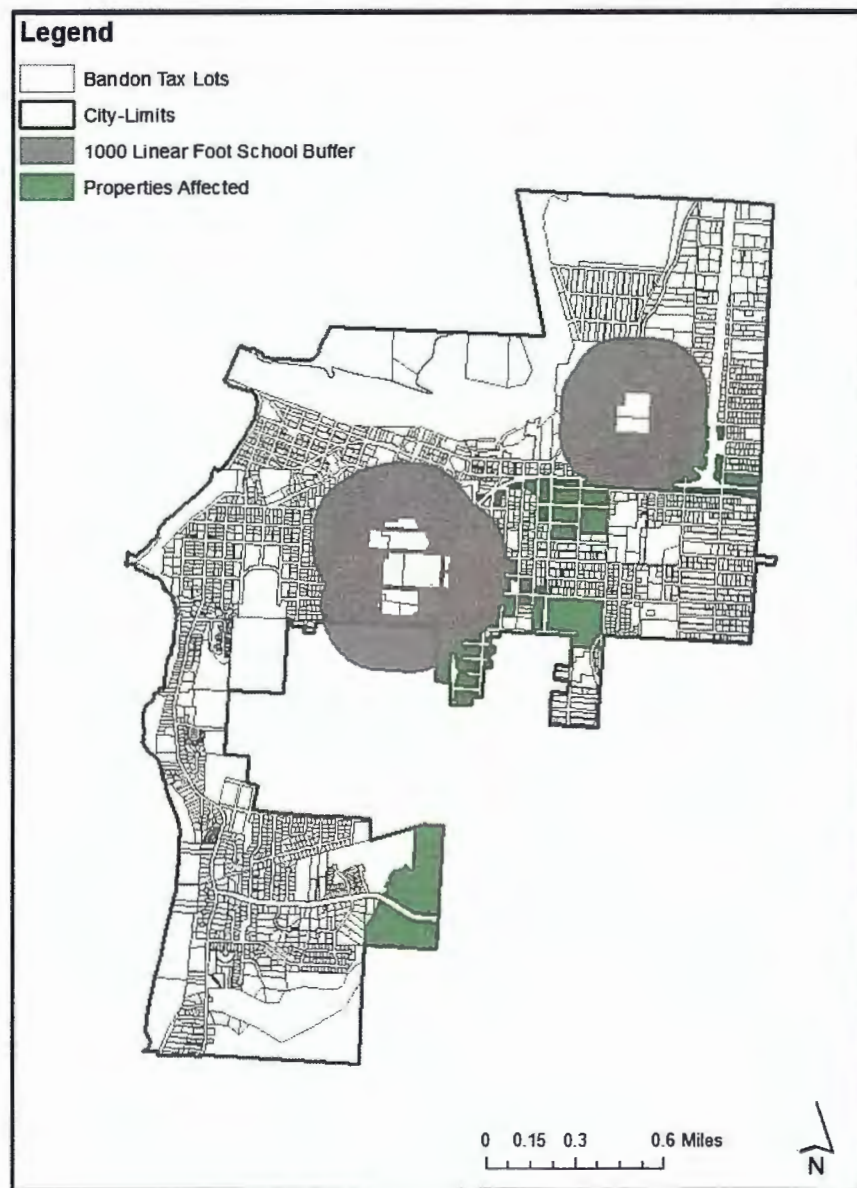 Legend
Bandon Tax Lots
City-Limits
1000 Linear Foot School Buffer
Properties Affected
0 0.15 0.3 0.6 Miles
N